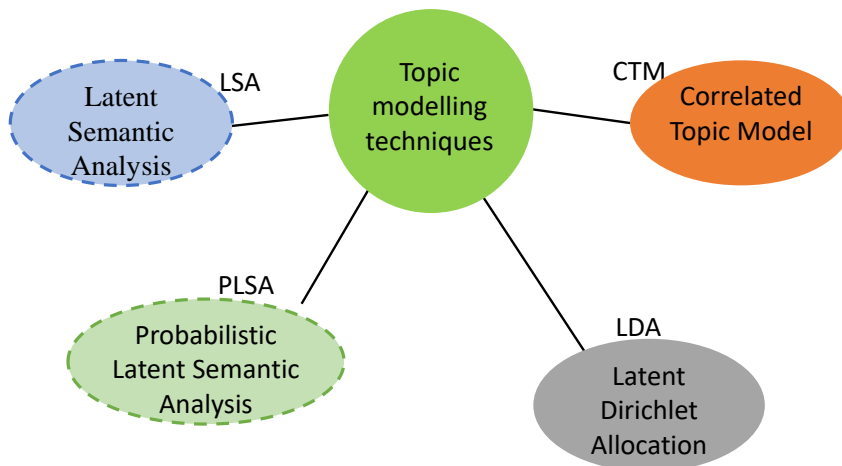 LSA
Latent
Semantic
Analysis
Topic
modelling
techniques
CTM
Correlated
Topic Model
PLSA
Probabilistic
Latent Semantic
Analysis
LDA
Latent
Dirichlet
Allocation